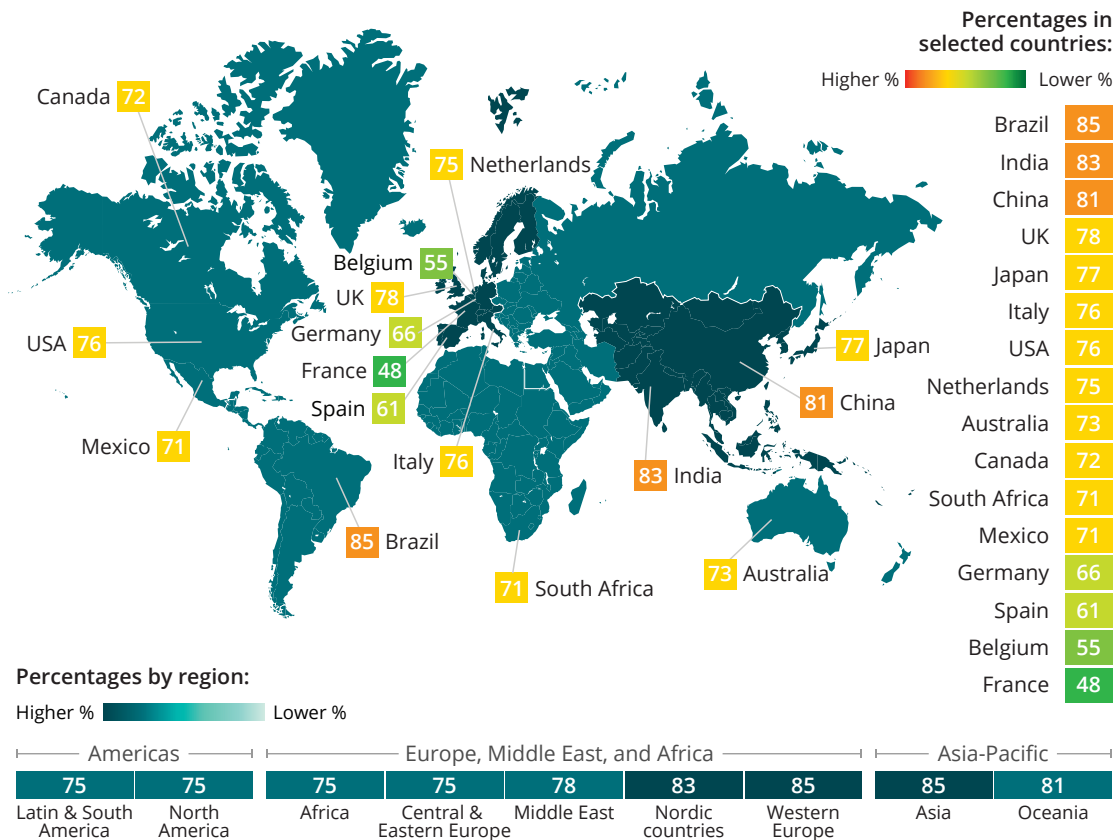 Percentages in
selected countries:
Higher % Lower %
Canada 72
75 Netherlands
Belgium 55
UK 78
Germany 66
USA 76
France 48
77 Japan
Spain 61
81 China
Mexico 71
Italy 76
83 India
85 Brazil
73 Australia
71 South Africa
Brazil 85
India 83
China 81
UK 78
Japan 77
Italy 76
USA 76
Netherlands 75
Australia 73
Canada 72
South Africa 71
Mexico 71
Germany 66
Spain 61
Belgium 55
France 48
Percentages by region:
Higher % Lower %
Americas Europe, Middle East, and Africa Asia-Pacific
75 75 75 75 78 83 85 85 81
Latin & South North Africa Central & Middle East Nordic Western Asia Oceania
America America Eastern Europe countries Europe